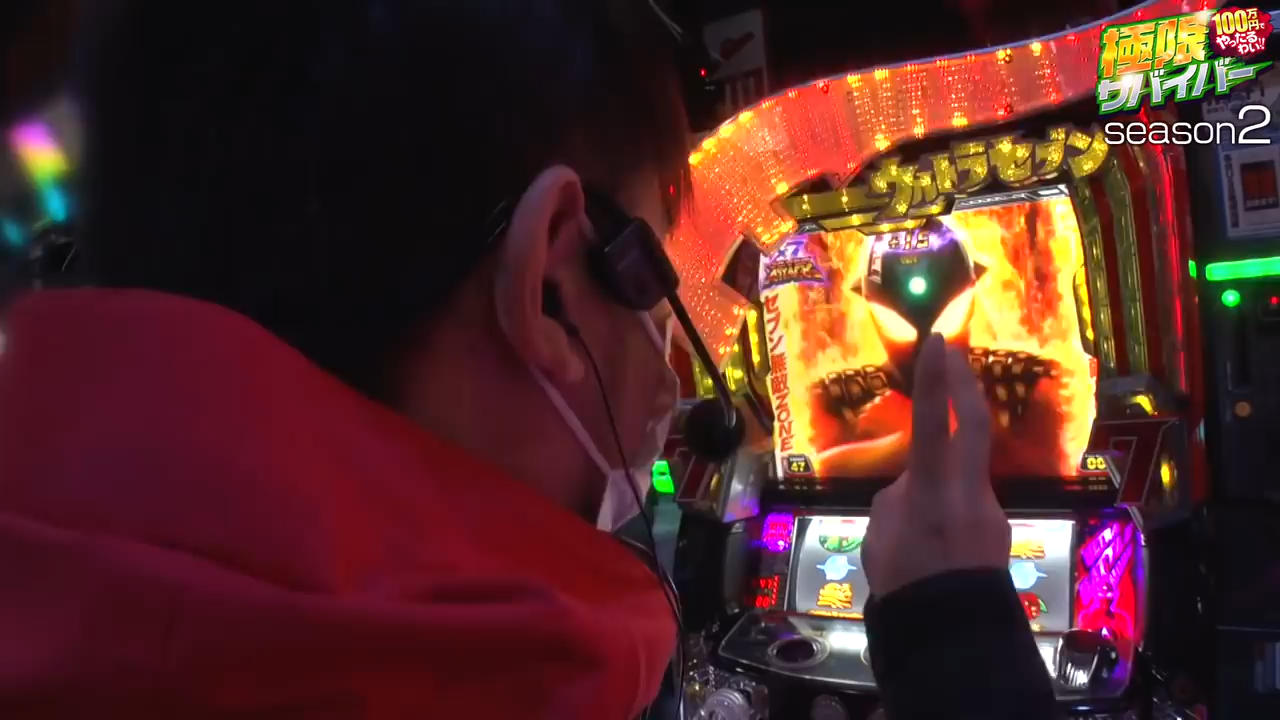 極限
サバイバー
100万円で
やったる
わい!!
season2
ウルトラセブン
+15
ATTACK
セブン無敵ZONE
47
00